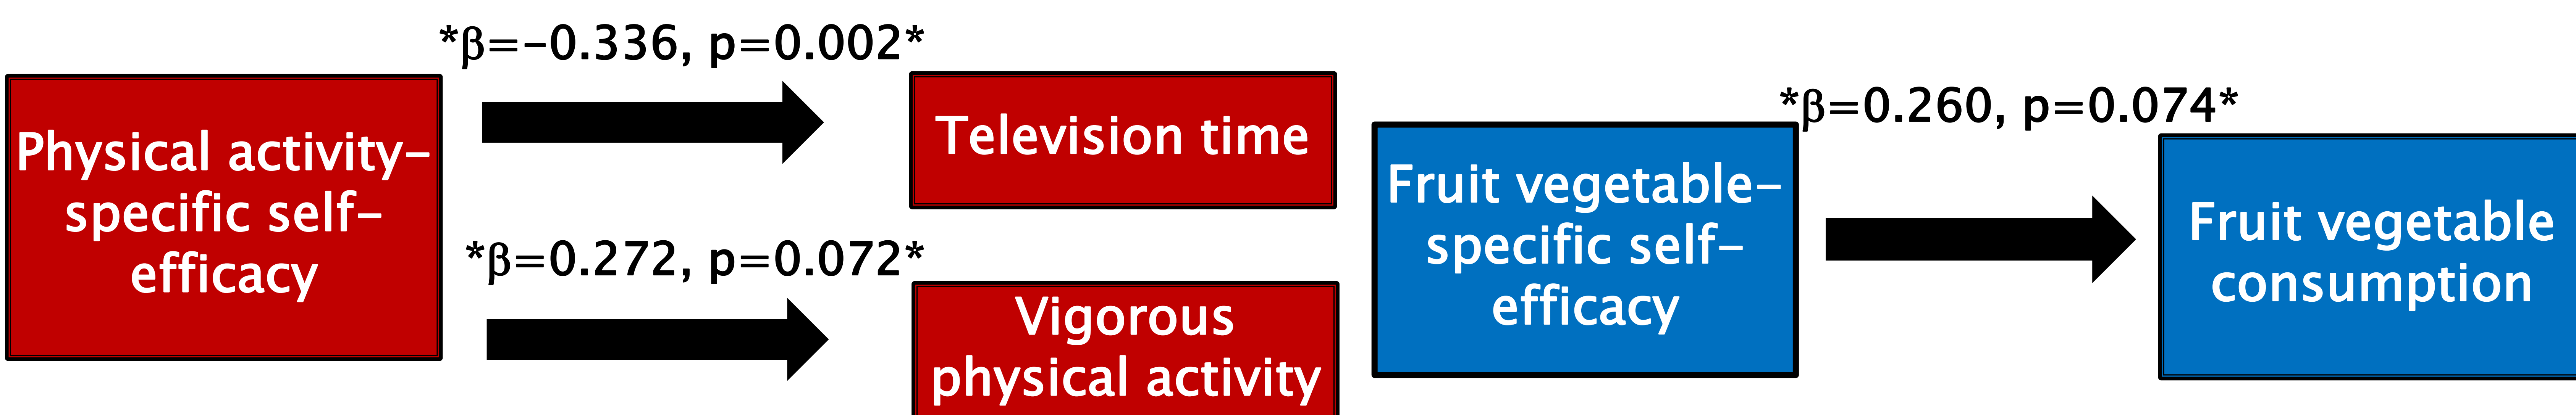 *β=-0.336, p=0.002*
Physical activity-
specific self-
efficacy
Television time
*β=0.272, p=0.072*
Vigorous
physical activity
*β=0.260, p=0.074*
Fruit vegetable-
specific self-
efficacy
Fruit vegetable
consumption